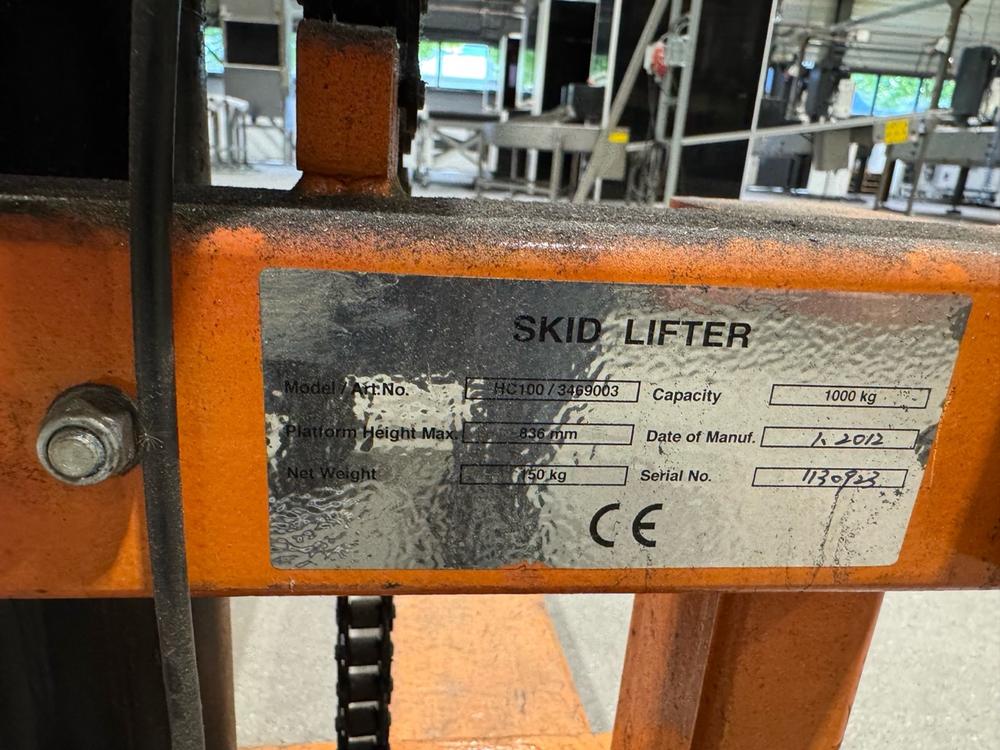 SKID LIFTER
Model / Art.No. HC100 / 3469003 Capacity 1000 kg
Platform Height Max. 836 mm Date of Manuf. 1. 2012
Net Weight 150 kg Serial No. 1130923
CE